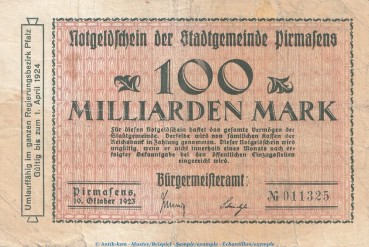 Notgeldschein der Stadtgemeinde Pirmasens
100
MILLIARDEN MARK
Für diesen Notgeldschein haftet das gesamte Vermögen der
Stadtgemeinde. Derselbe wird von sämtlichen Kassen der
Reichsbank in Zahlung genommen. Dieser Notgeldschein wird
ungültig, wenn er nicht innerhalb eines Monats nach er-
folgter Bekanntgabe bei den öffentlichen Einzugsstellen
eingereicht wird.
Pirmasens,
10. Oktober 1923
Bürgermeisteramt:
№ 011325
Umlauffähig im ganzen Regierungsbezirk Pfalz
Gültig bis zum 1. April 1924